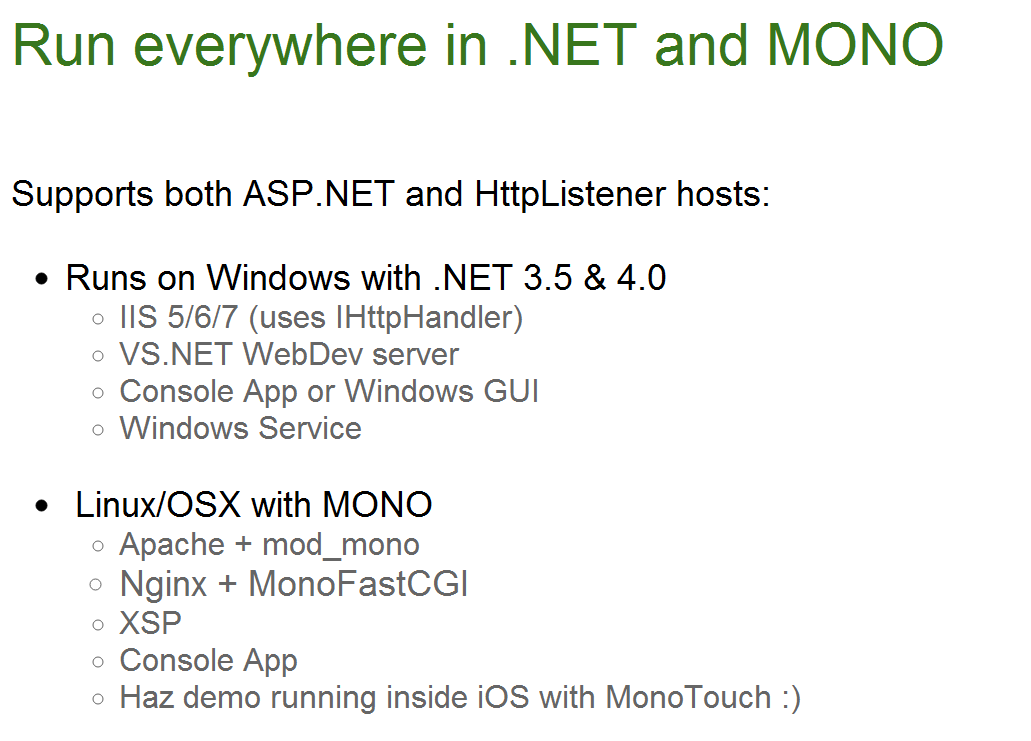 Run everywhere in .NET and MONO
Supports both ASP.NET and HttpListener hosts:
Runs on Windows with .NET 3.5 & 4.0
IIS 5/6/7 (uses IHttpHandler)
VS.NET WebDev server
Console App or Windows GUI
Windows Service
Linux/OSX with MONO
Apache + mod_mono
Nginx + MonoFastCGI
XSP
Console App
Haz demo running inside iOS with MonoTouch :)